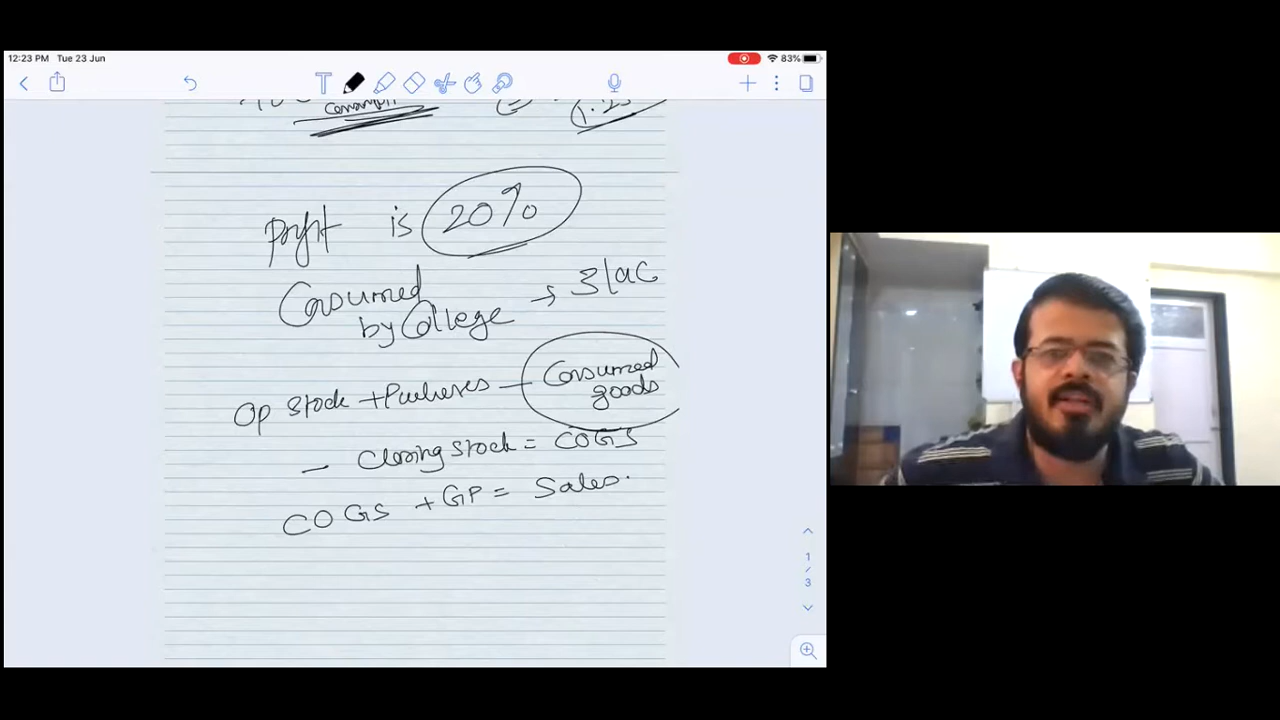 12:23 PM Tue 23 Jun
83%
Profit is 20%
Consumed
by College → 3 lac
Op Stock + Purchases — Consumed
goods
— Closing Stock = COGS
COGS + GP = Sales.
1
/
3